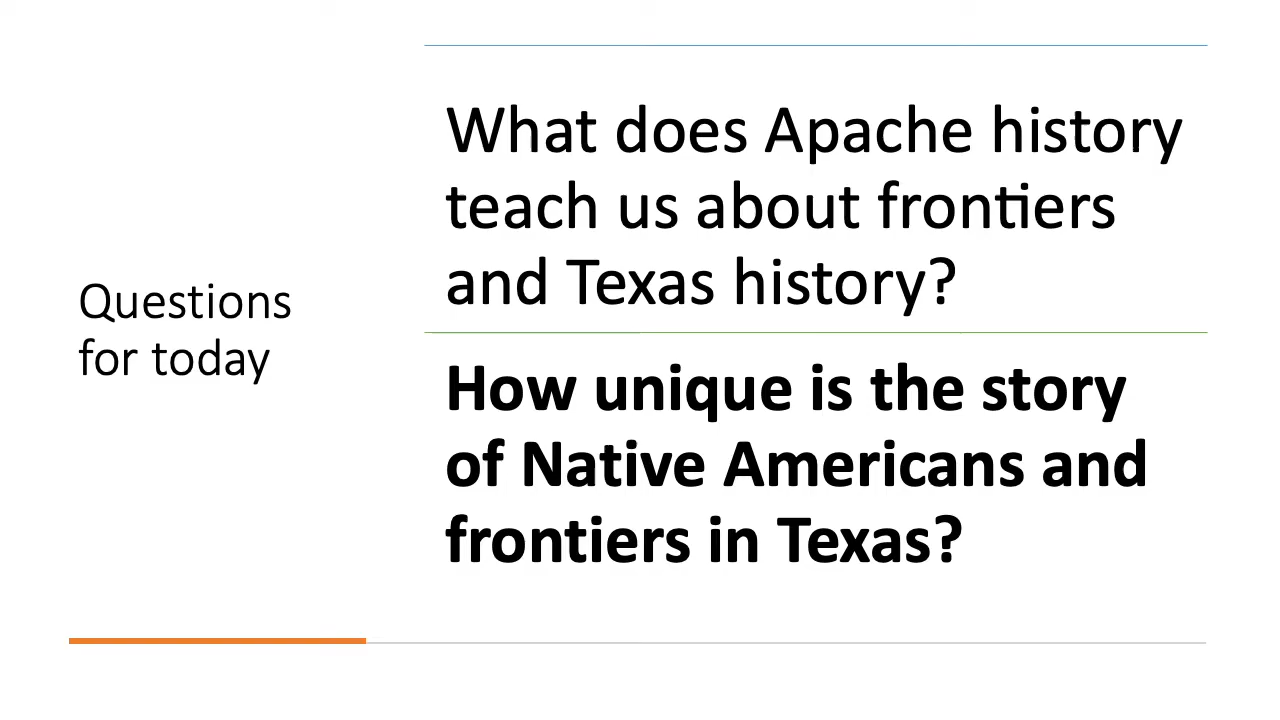 Questions
for today
What does Apache history
teach us about frontiers
and Texas history?
How unique is the story
of Native Americans and
frontiers in Texas?